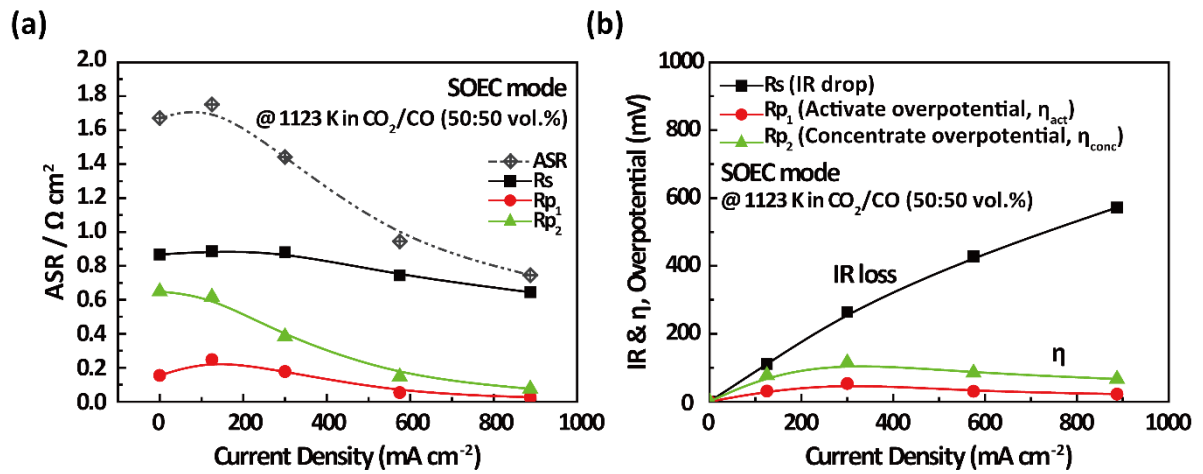 (a)
ASR / Ω cm²
2.0
1.8
1.6
1.4
1.2
1.0
0.8
0.6
0.4
0.2
0.0
SOEC mode
@ 1123 K in CO₂/CO (50:50 vol.%)
ASR
Rs
Rp₁
Rp₂
0 200 400 600 800 1000
Current Density (mA cm⁻²)
(b)
IR & η, Overpotential (mV)
1000
800
600
400
200
0
Rs (IR drop)
Rp₁ (Activate overpotential, η_act)
Rp₂ (Concentrate overpotential, η_conc)
SOEC mode
@ 1123 K in CO₂/CO (50:50 vol.%)
IR loss
η
0 200 400 600 800 1000
Current Density (mA cm⁻²)